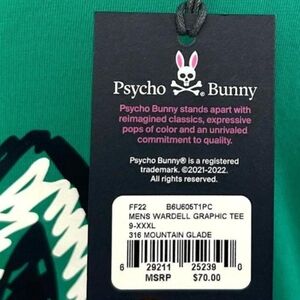 Psycho Bunny
Psycho Bunny stands apart with
reimagined classics, expressive
pops of color and an unrivaled
commitment to quality.
Psycho Bunny® is a registered
trademark. ©2021-2022.
All rights reserved.
FF22 B6U605T1PC
MENS WARDELL GRAPHIC TEE
9-XXXL
316 MOUNTAIN GLADE
6 29211 25239 0
MSRP $70.00